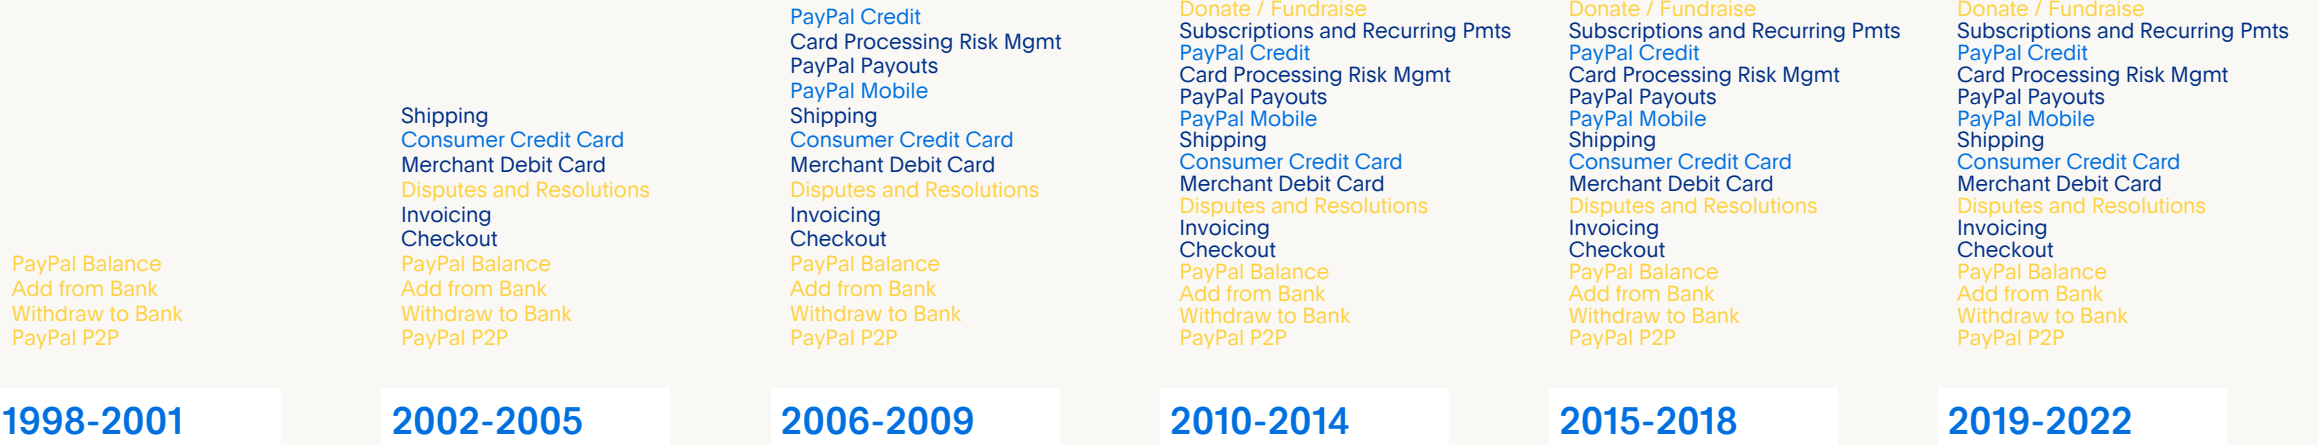 PayPal Balance
Add from Bank
Withdraw to Bank
PayPal P2P
1998-2001
Shipping
Consumer Credit Card
Merchant Debit Card
Disputes and Resolutions
Invoicing
Checkout
PayPal Balance
Add from Bank
Withdraw to Bank
PayPal P2P
2002-2005
PayPal Credit
Card Processing Risk Mgmt
PayPal Payouts
PayPal Mobile
Shipping
Consumer Credit Card
Merchant Debit Card
Disputes and Resolutions
Invoicing
Checkout
PayPal Balance
Add from Bank
Withdraw to Bank
PayPal P2P
2006-2009
Donate / Fundraise
Subscriptions and Recurring Pmts
PayPal Credit
Card Processing Risk Mgmt
PayPal Payouts
PayPal Mobile
Shipping
Consumer Credit Card
Merchant Debit Card
Disputes and Resolutions
Invoicing
Checkout
PayPal Balance
Add from Bank
Withdraw to Bank
PayPal P2P
2010-2014
Donate / Fundraise
Subscriptions and Recurring Pmts
PayPal Credit
Card Processing Risk Mgmt
PayPal Payouts
PayPal Mobile
Shipping
Consumer Credit Card
Merchant Debit Card
Disputes and Resolutions
Invoicing
Checkout
PayPal Balance
Add from Bank
Withdraw to Bank
PayPal P2P
2015-2018
Donate / Fundraise
Subscriptions and Recurring Pmts
PayPal Credit
Card Processing Risk Mgmt
PayPal Payouts
PayPal Mobile
Shipping
Consumer Credit Card
Merchant Debit Card
Disputes and Resolutions
Invoicing
Checkout
PayPal Balance
Add from Bank
Withdraw to Bank
PayPal P2P
2019-2022